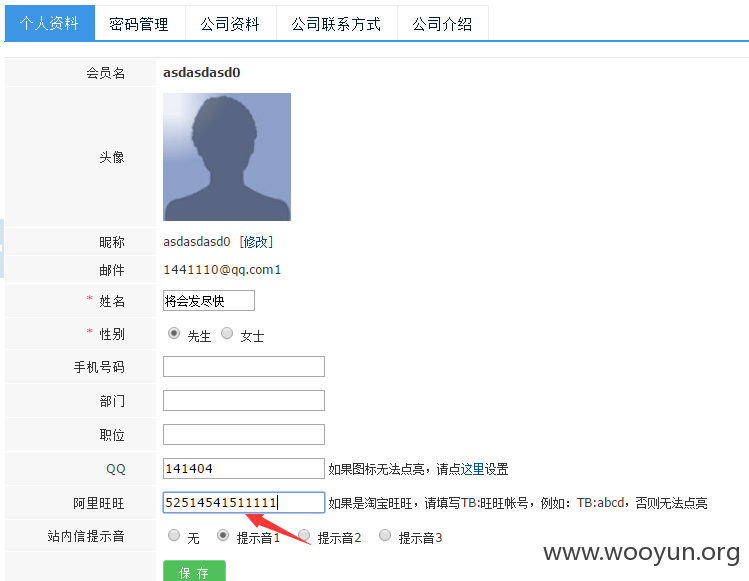 个人资料 密码管理 公司资料 公司联系方式 公司介绍
会员名 asdasdasd0
头像
昵称 asdasdasd0 [修改]
邮件 1441110@qq.com1
* 姓名 将会发尽快
* 性别 先生 女士
手机号码
部门
职位
QQ 141404 如果图标无法点亮，请点这里设置
阿里旺旺 52514541511111 如果是淘宝旺旺，请填写TB:旺旺帐号，例如：TB:abcd，否则无法点亮
站内信提示音 无 提示音1 提示音2 提示音3
www.wooyun.org
保 存